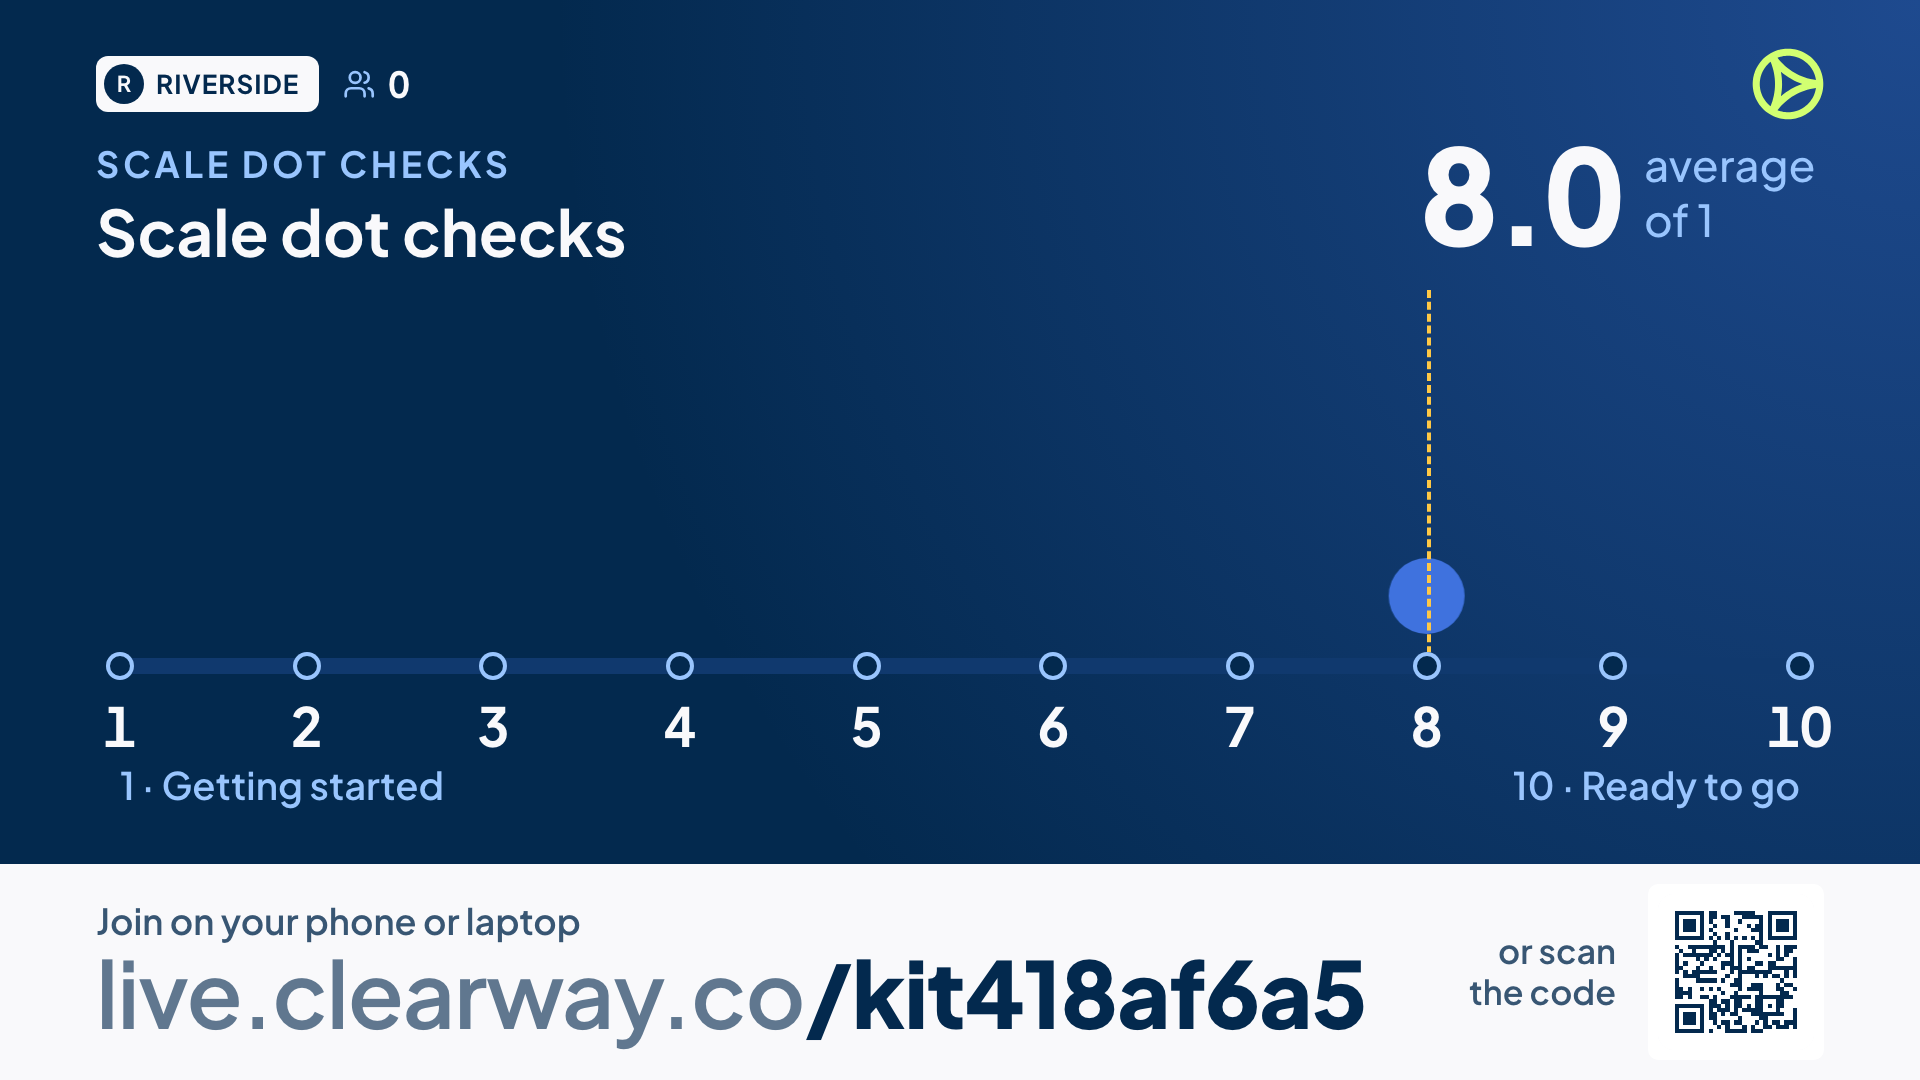 R RIVERSIDE 0
SCALE DOT CHECKS
Scale dot checks
8.0 average
of 1
1 2 3 4 5 6 7 8 9 10
1 · Getting started
10 · Ready to go
Join on your phone or laptop
live.clearway.co/kit418af6a5
or scan
the code